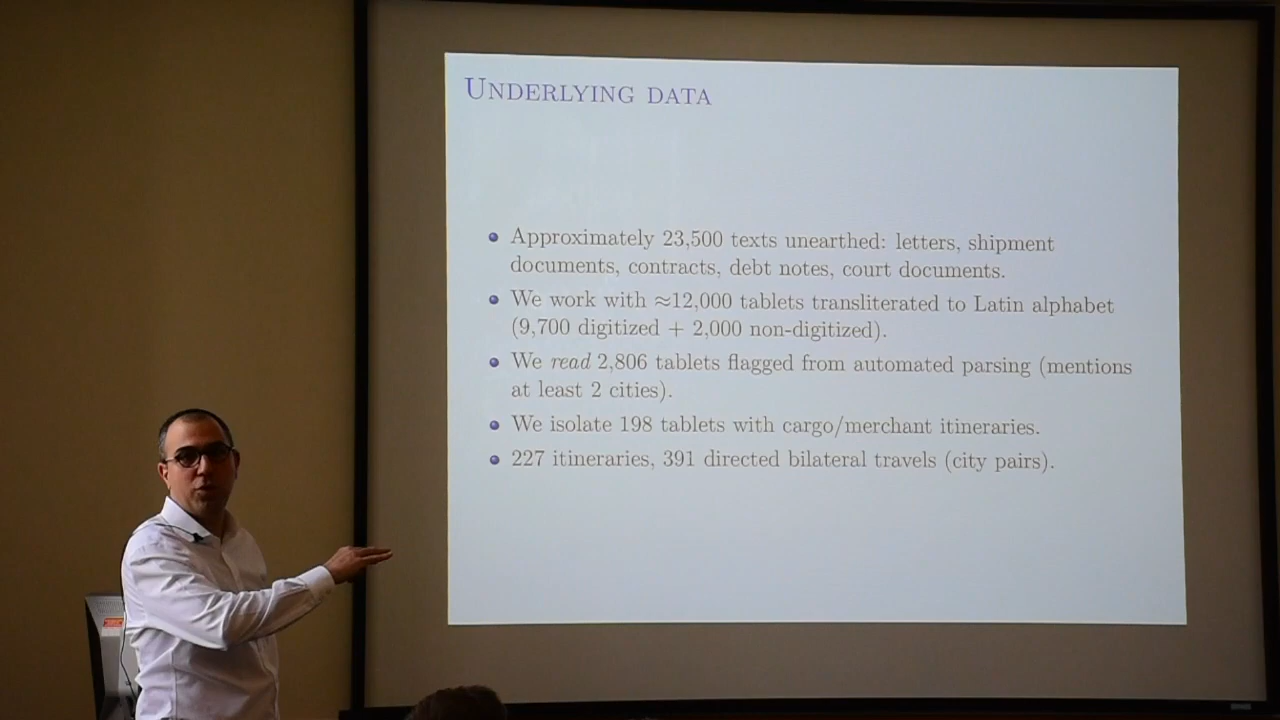 Underlying data
Approximately 23,500 texts unearthed: letters, shipment
documents, contracts, debt notes, court documents.
We work with ≈12,000 tablets transliterated to Latin alphabet
(9,700 digitized + 2,000 non-digitized).
We read 2,806 tablets flagged from automated parsing (mentions
at least 2 cities).
We isolate 198 tablets with cargo/merchant itineraries.
227 itineraries, 391 directed bilateral travels (city pairs).